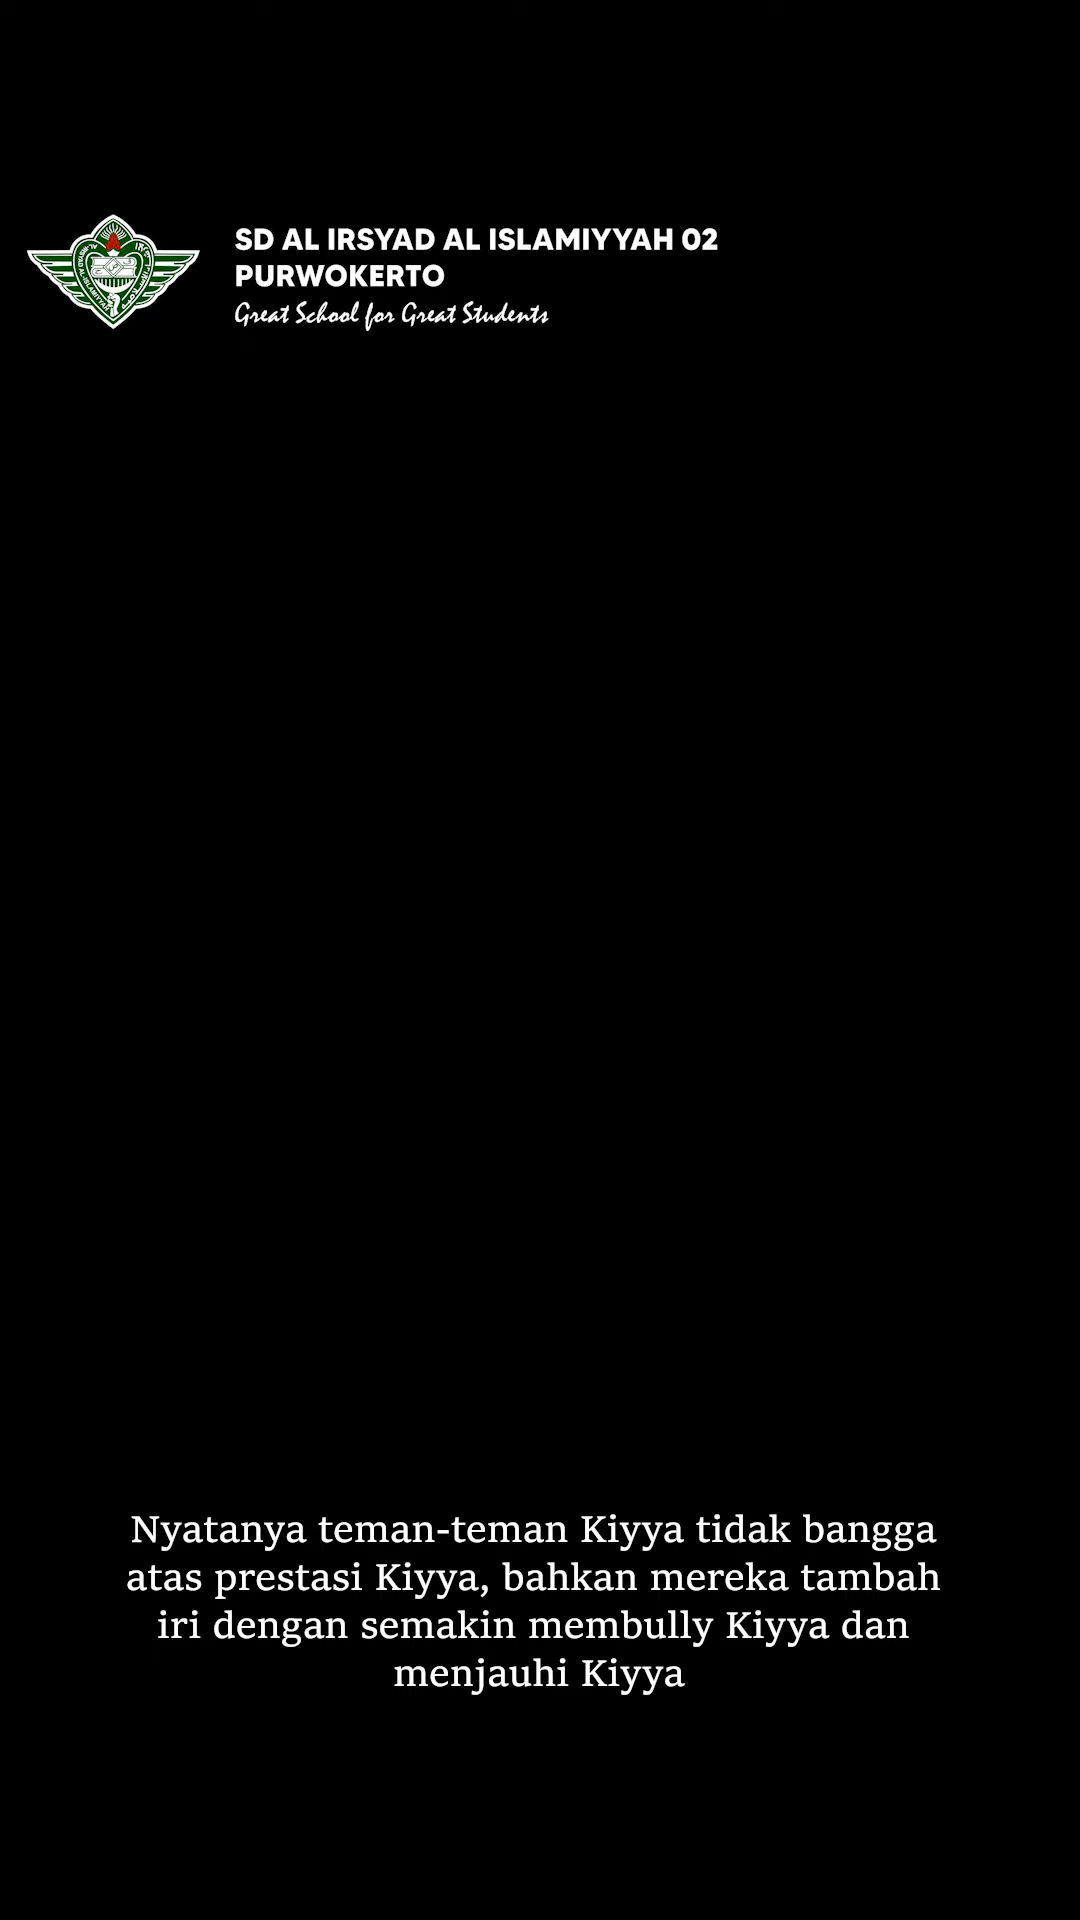 SD AL IRSYAD AL ISLAMIYYAH 02
PURWOKERTO
Great School for Great Students
Nyatanya teman-teman Kiyya tidak bangga
atas prestasi Kiyya, bahkan mereka tambah
iri dengan semakin membully Kiyya dan
menjauhi Kiyya